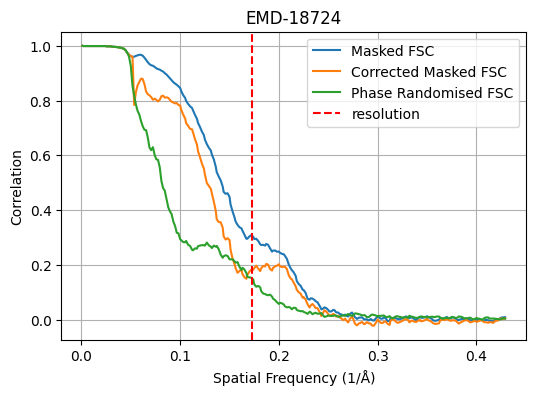 EMD-18724
1.0
0.8
0.6
0.4
0.2
0.0
Correlation
Masked FSC
Corrected Masked FSC
Phase Randomised FSC
resolution
0.0 0.1 0.2 0.3 0.4
Spatial Frequency (1/Å)